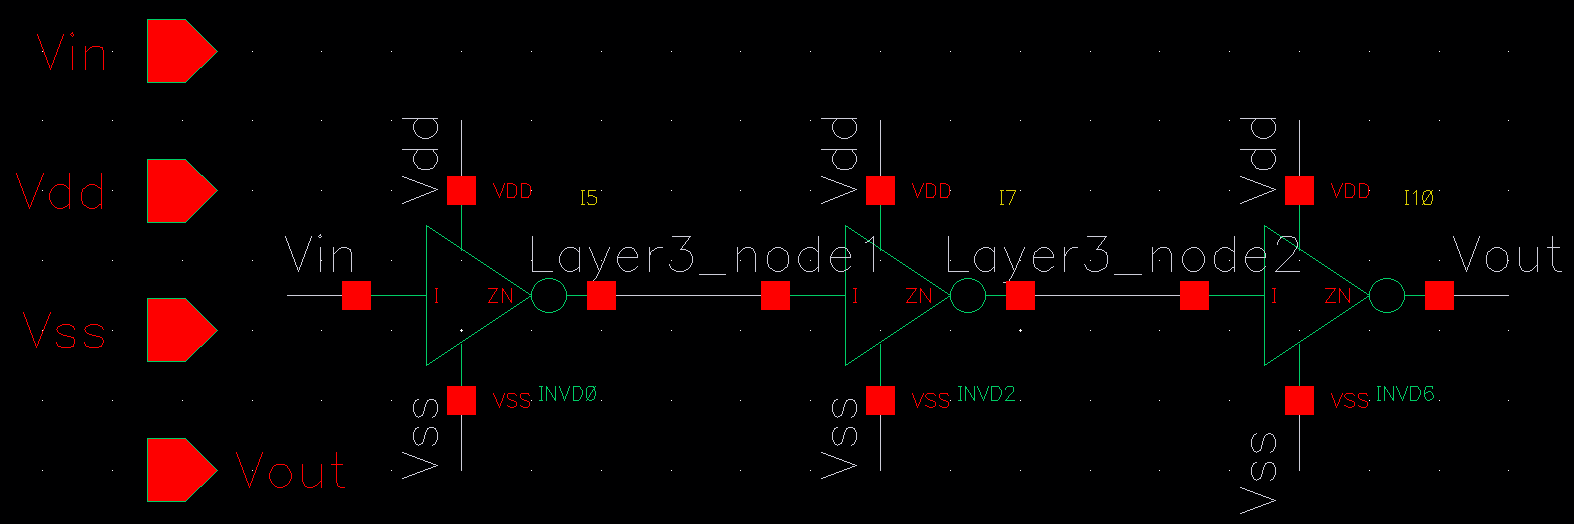 Vin
Vdd
Vss
Vout
Vdd
VDD
I5
Vin
I
ZN
Layer3_node1
Vss
VSS
INVD0
Vdd
VDD
I7
I
ZN
Layer3_node2
Vss
VSS
INVD2
Vdd
VDD
I10
I
ZN
Vout
Vss
VSS
INVD6